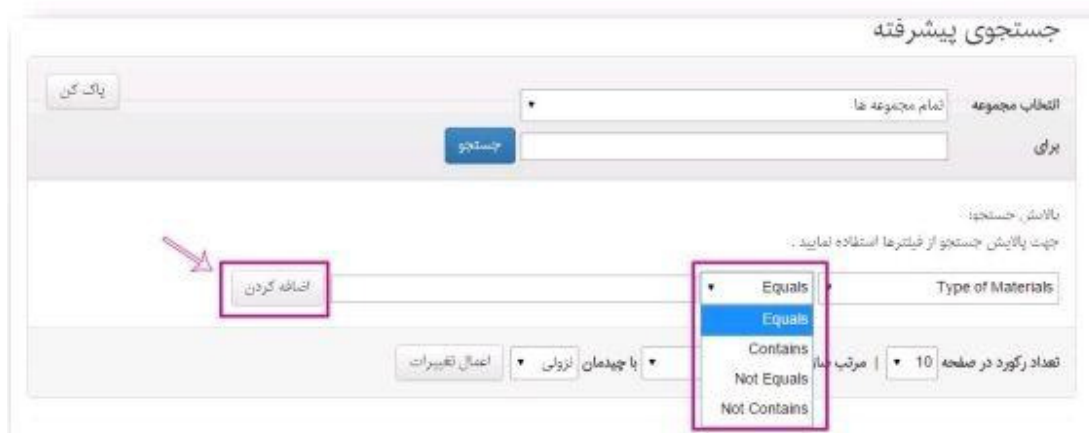 جستجوی پیشرفته
پاک کن
انتخاب مجموعه تمام مجموعه ها
برای جستجو
پالایش جستجو:
جهت پالایش جستجو از فیلترها استفاده نمایید .
Type of Materials Equals اضافه کردن
Equals
Contains
Not Equals
Not Contains
تعداد رکورد در صفحه 10 | مرتب با چیدمان نزولی اعمال تغییرات